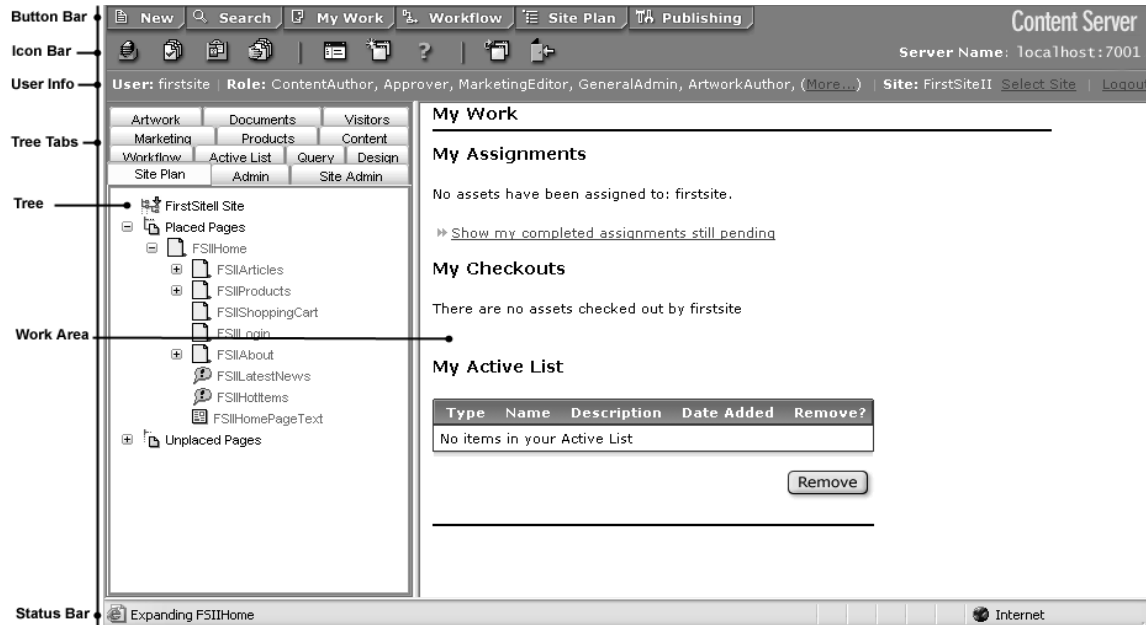 Button Bar
New Search My Work Workflow Site Plan Publishing
Content Server
Icon Bar
Server Name: localhost:7001
User Info
User: firstsite | Role: ContentAuthor, Approver, MarketingEditor, GeneralAdmin, ArtworkAuthor, (More...) | Site: FirstSiteII Select Site | Logout
Tree Tabs
Artwork Documents Visitors
Marketing Products Content
Workflow Active List Query Design
Site Plan Admin Site Admin
Tree
FirstSiteII Site
Placed Pages
FSIIHome
FSIIArticles
FSIIProducts
FSIIShoppingCart
FSIILogin
FSIIAbout
FSIILatestNews
FSIIHotItems
FSIIHomePageText
Unplaced Pages
My Work
My Assignments
No assets have been assigned to: firstsite.
Show my completed assignments still pending
My Checkouts
There are no assets checked out by firstsite
Work Area
My Active List
Type Name Description Date Added Remove?
No items in your Active List
Remove
Status Bar
Expanding FSIIHome
Internet